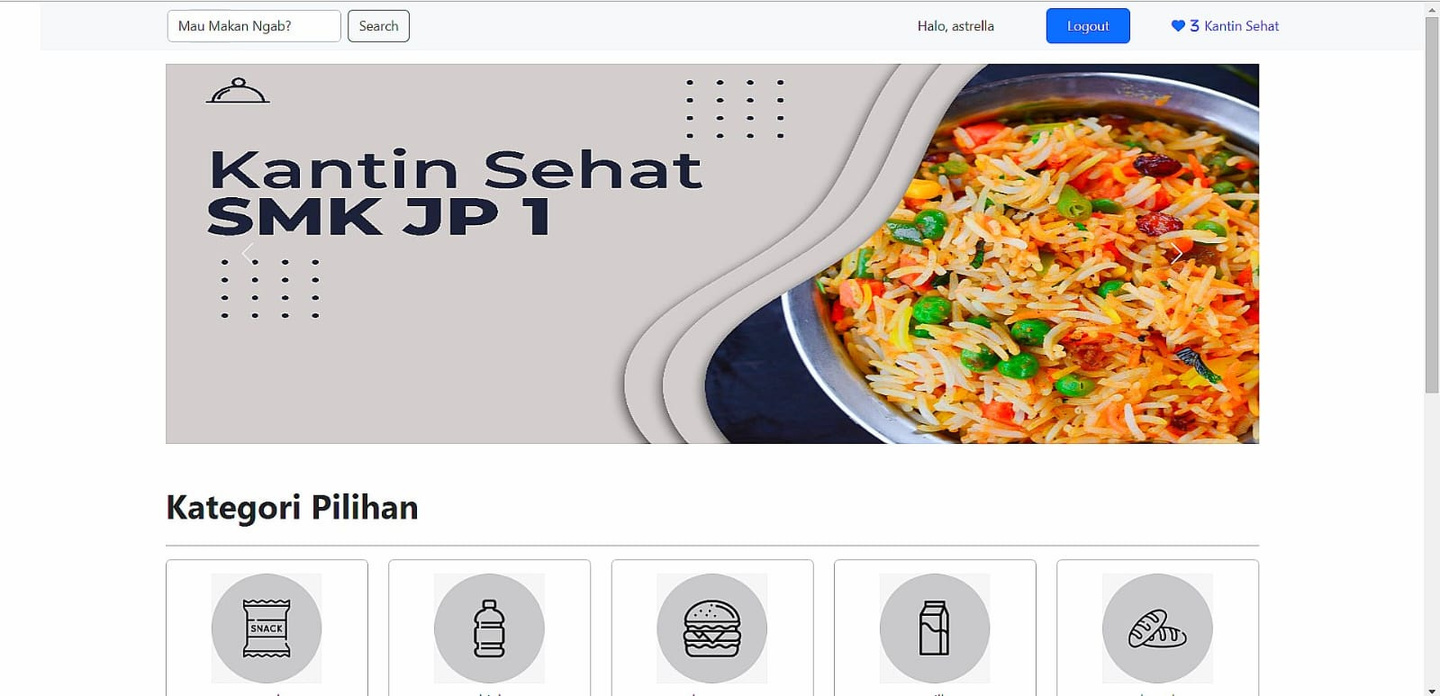 Mau Makan Ngab?
Search
Halo, astrella
Logout
3 Kantin Sehat
Kantin Sehat
SMK JP 1
Kategori Pilihan
SNACK